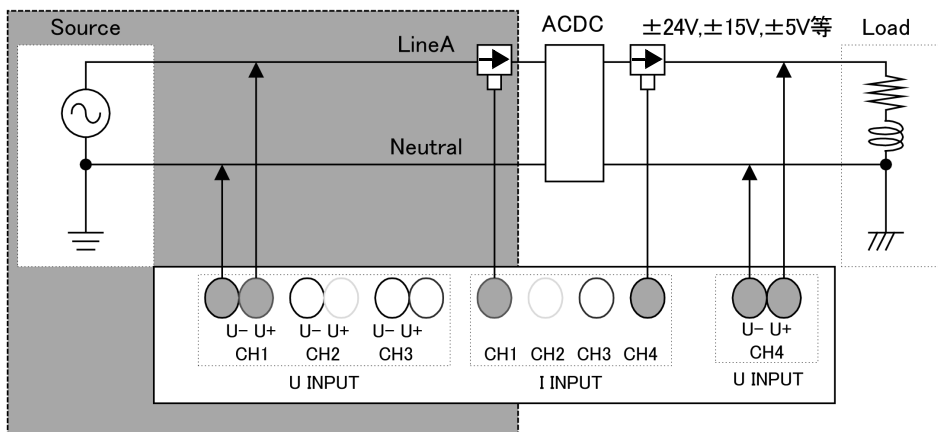 Source
LineA
ACDC
±24V,±15V,±5V等
Load
Neutral
U- U+
U- U+
U- U+
CH1
CH2
CH3
U INPUT
CH1
CH2
CH3
CH4
I INPUT
U- U+
CH4
U INPUT